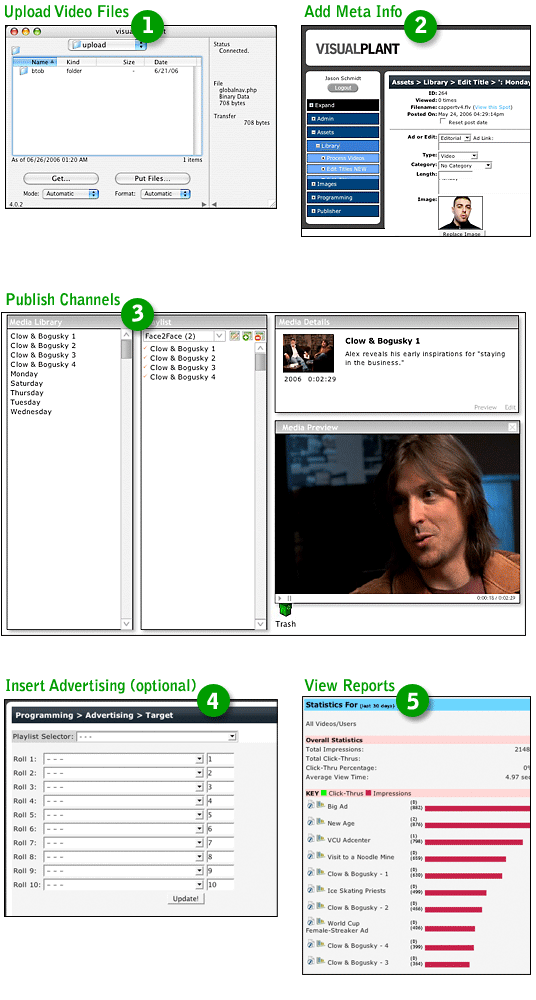 Upload Video Files
1
upload
Name Kind Size Date
btob folder - 6/21/06
As of 06/26/2006 01:20 AM 1 items
Get... Put Files...
Mode: Automatic Format: Automatic
4.0.2
Status
Connected.
File
globalnav.php
Binary Data
708 bytes
Transfer
708 bytes
Add Meta Info
2
VISUALPLANT
Jason Schmidt
Logout
Expand
Admin
Assets
Library
Process Videos
Edit Titles NEW
Images
Programming
Publisher
Assets > Library > Edit Title > ': Monday
ID: 264
Viewed: 0 times
Filename: cappertv4.flv (View this Spot)
Posted On: May 24, 2006 04:29:14pm
Reset post date
Ad or Edit: Editorial Ad Link:
Type: Video
Category: No Category
Length:
Image:
Replace Image
Publish Channels
3
Media Library
Clow & Bogusky 1
Clow & Bogusky 2
Clow & Bogusky 3
Clow & Bogusky 4
Monday
Saturday
Thursday
Tuesday
Wednesday
Playlist
Face2Face (2)
Clow & Bogusky 1
Clow & Bogusky 2
Clow & Bogusky 3
Clow & Bogusky 4
Media Details
Clow & Bogusky 1
Alex reveals his early inspirations for "staying
in the business."
2006 0:02:29
Preview Edit
Media Preview
0:00:16 / 0:02:29
Trash
Insert Advertising (optional)
4
Programming > Advertising > Target
Playlist Selector: - - -
Roll 1: - - - 1
Roll 2: - - - 2
Roll 3: - - - 3
Roll 4: - - - 4
Roll 5: - - - 5
Roll 6: - - - 6
Roll 7: - - - 7
Roll 8: - - - 8
Roll 9: - - - 9
Roll 10: - - - 10
Update!
View Reports
5
Statistics For [last 30 days]
All Videos/Users
Overall Statistics
Total Impressions: 2148
Total Click-Thrus:
Click-Thru Percentage: 0%
Average View Time: 4.97 sec
KEY Click-Thrus Impressions
Big Ad (0)
(882)
New Age (2)
(878)
VCU Adcenter (1)
(798)
Visit to a Noodle Mine (0)
(659)
Clow & Bogusky - 1 (0)
(630)
Ice Skating Priests (0)
(499)
Clow & Bogusky - 2 (0)
(466)
World Cup (0)
Female-Streaker Ad (406)
Clow & Bogusky - 4 (0)
(399)
Clow & Bogusky - 3 (0)
(364)